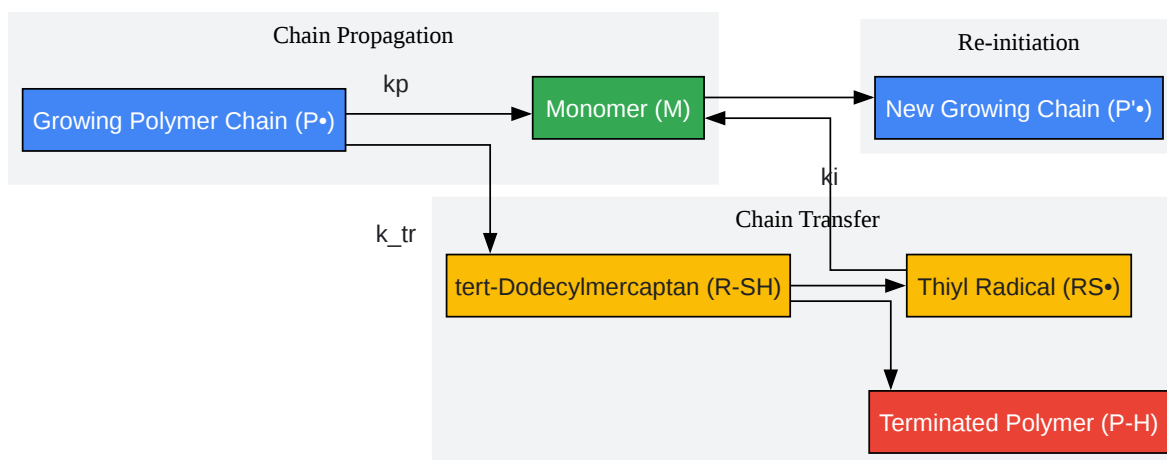 Chain Propagation
Re-initiation
kp
Growing Polymer Chain (P•)
Monomer (M)
New Growing Chain (P'•)
ki
k_tr
Chain Transfer
tert-Dodecylmercaptan (R-SH)
Thiyl Radical (RS•)
Terminated Polymer (P-H)